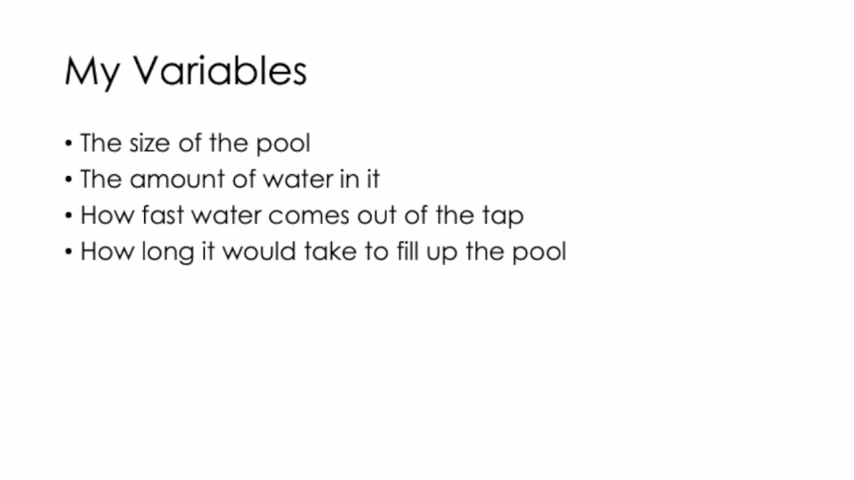 My Variables
• The size of the pool
• The amount of water in it
• How fast water comes out of the tap
• How long it would take to fill up the pool